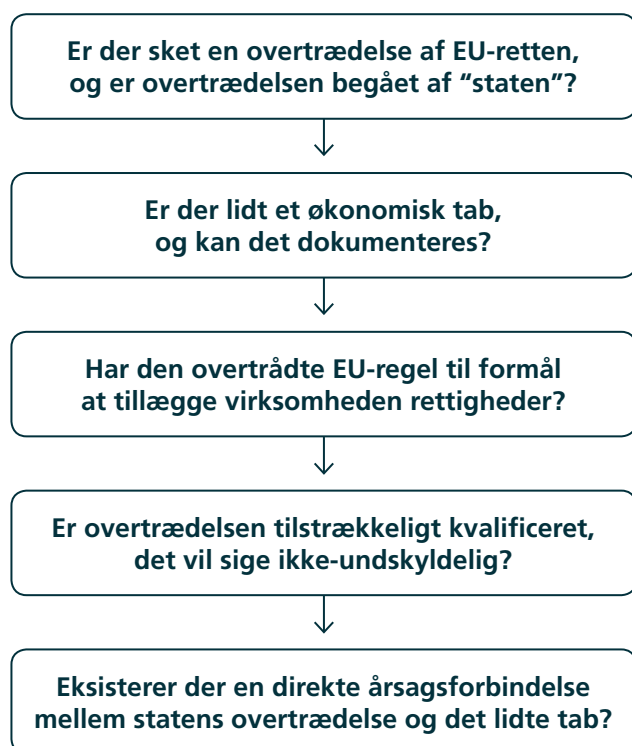 Er der sket en overtrædelse af EU-retten,
og er overtrædelsen begået af “staten”?
Er der lidt et økonomisk tab,
og kan det dokumenteres?
Har den overtrådte EU-regel til formål
at tillægge virksomheden rettigheder?
Er overtrædelsen tilstrækkeligt kvalificeret,
det vil sige ikke-undskyldelig?
Eksisterer der en direkte årsagsforbindelse
mellem statens overtrædelse og det lidte tab?